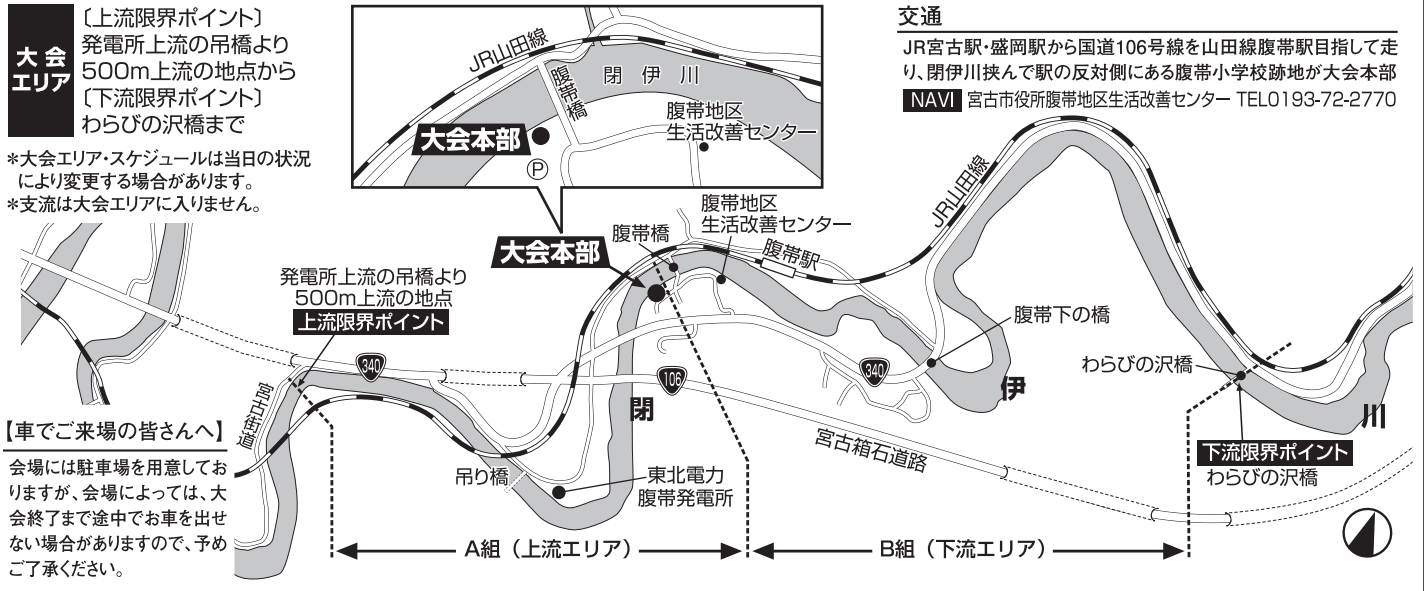 大会
エリア
〔上流限界ポイント〕
発電所上流の吊橋より
500m上流の地点から
〔下流限界ポイント〕
わらびの沢橋まで
*大会エリア・スケジュールは当日の状況
により変更する場合があります。
*支流は大会エリアに入りません。
JR山田線
腹帯橋
閉伊川
腹帯地区
生活改善センター
大会本部
P
交通
JR宮古駅・盛岡駅から国道106号線を山田線腹帯駅目指して走
り、閉伊川挟んで駅の反対側にある腹帯小学校跡地が大会本部
NAVI 宮古市役所腹帯地区生活改善センター TEL0193-72-2770
JR山田線
腹帯地区
生活改善センター
腹帯橋
大会本部
腹帯駅
発電所上流の吊橋より
500m上流の地点
上流限界ポイント
腹帯下の橋
わらびの沢橋
340
106
340
宮古街道
閉
伊
川
宮古箱石道路
下流限界ポイント
わらびの沢橋
吊り橋
東北電力
腹帯発電所
A組（上流エリア）
B組（下流エリア）
【車でご来場の皆さんへ】
会場には駐車場を用意してお
りますが、会場によっては、大
会終了まで途中でお車を出せ
ない場合がありますので、予め
ご了承ください。